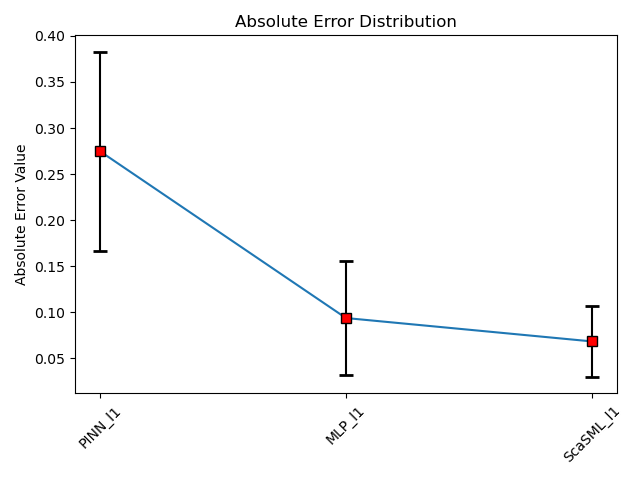 Absolute Error Distribution
Absolute Error Value
0.40
0.35
0.30
0.25
0.20
0.15
0.10
0.05
PINN_l1
MLP_l1
ScaSML_l1